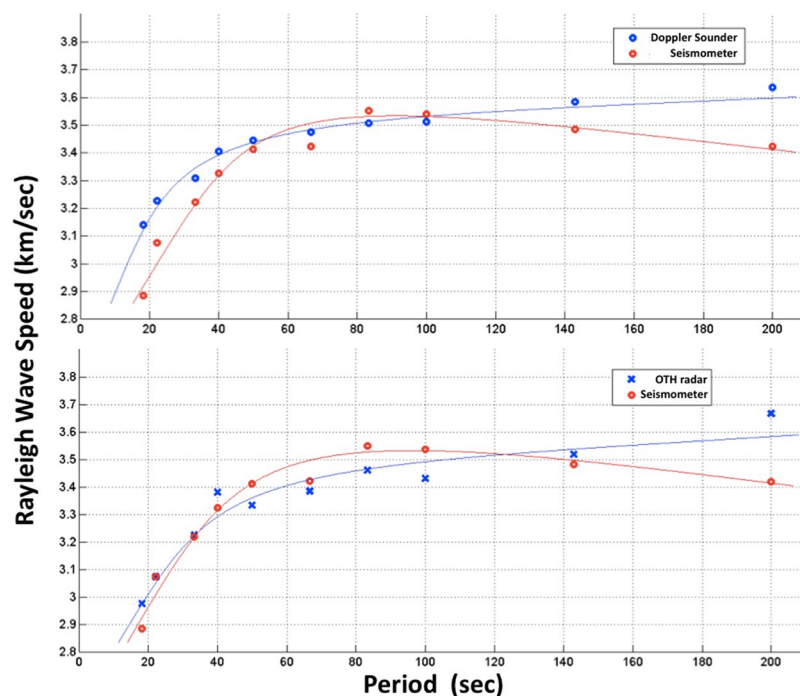 Rayleigh Wave Speed (km/sec)
3.8
3.7
3.6
3.5
3.4
3.3
3.2
3.1
3
2.9
2.8
0 20 40 60 80 100 120 140 160 180 200
Doppler Sounder
Seismometer
3.8
3.7
3.6
3.5
3.4
3.3
3.2
3.1
3
2.9
2.8
0 20 40 60 80 100 120 140 160 180 200
OTH radar
Seismometer
Period (sec)